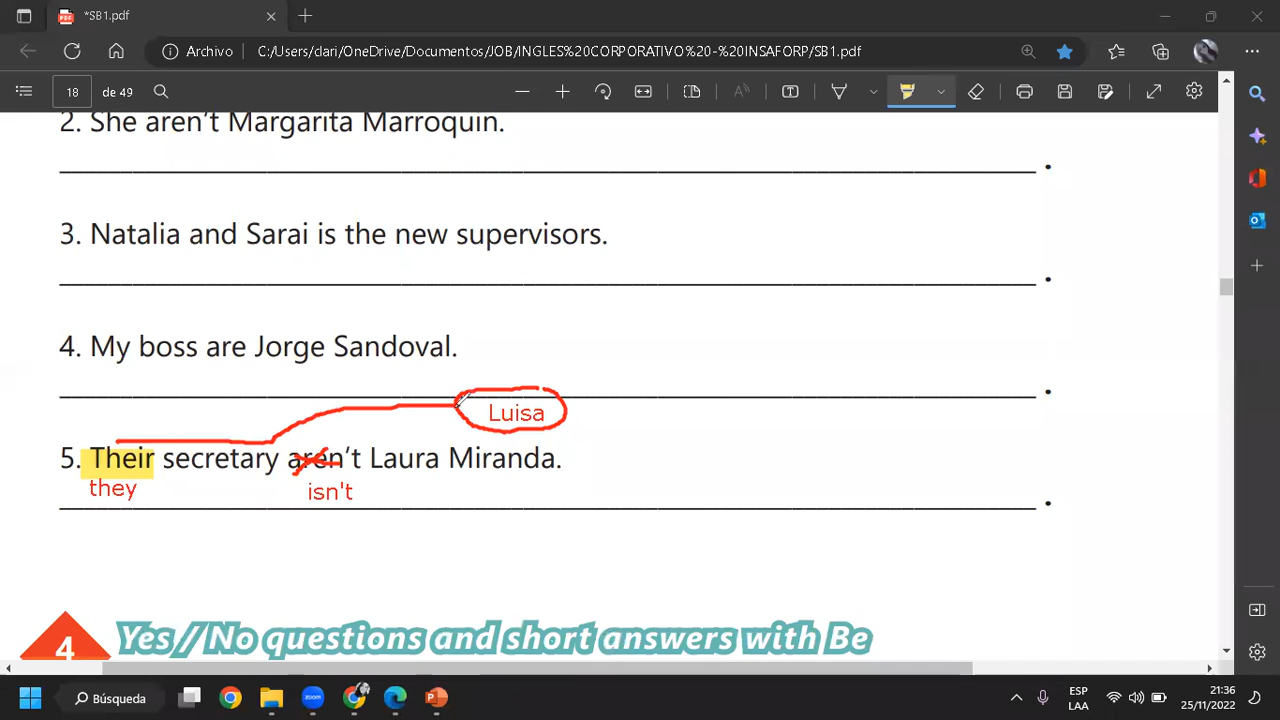 *SB1.pdf
Archivo C:/Users/clari/OneDrive/Documentos/JOB/INGLES%20CORPORATIVO%20-%20INSAFORP/SB1.pdf
18 de 49
2. She aren't Margarita Marroquin.
3. Natalia and Sarai is the new supervisors.
4. My boss are Jorge Sandoval.
Luisa
5. Their secretary aren't Laura Miranda.
they isn't
4 Yes / No questions and short answers with Be
Búsqueda
zoom
ESP
LAA
21:36
25/11/2022